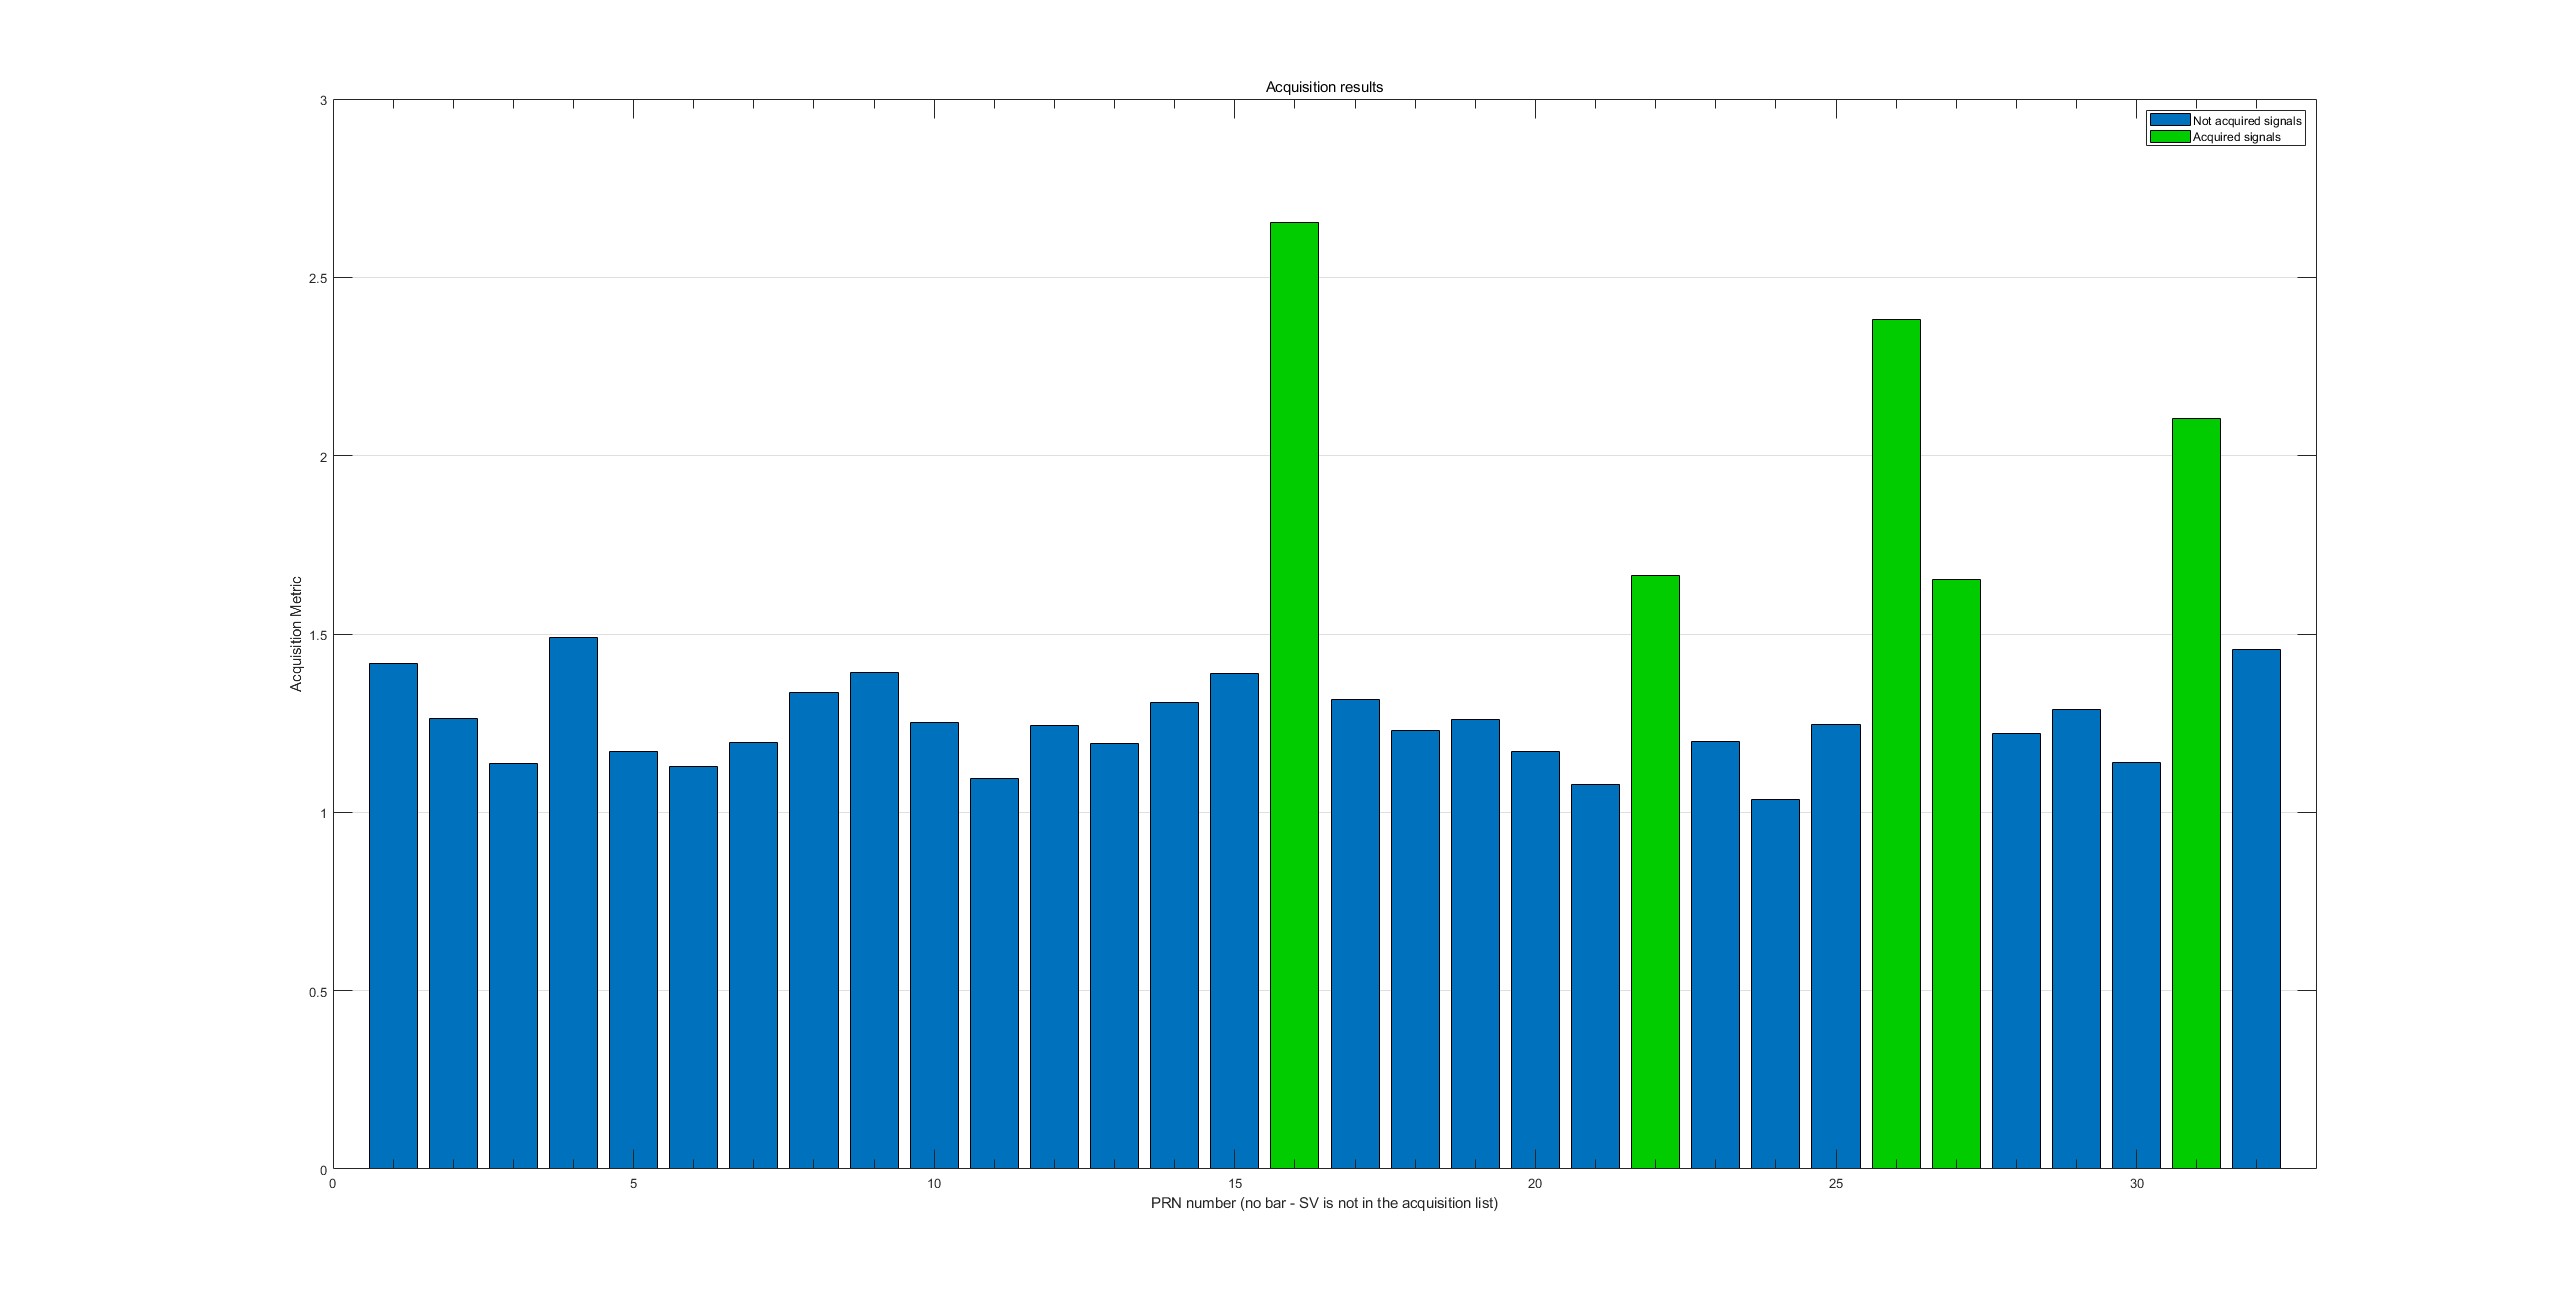 Acquisition results
Not acquired signals
Acquired signals
3
2.5
2
1.5
1
0.5
0
Acquisition Metric
0 5 10 15 20 25 30
PRN number (no bar - SV is not in the acquisition list)